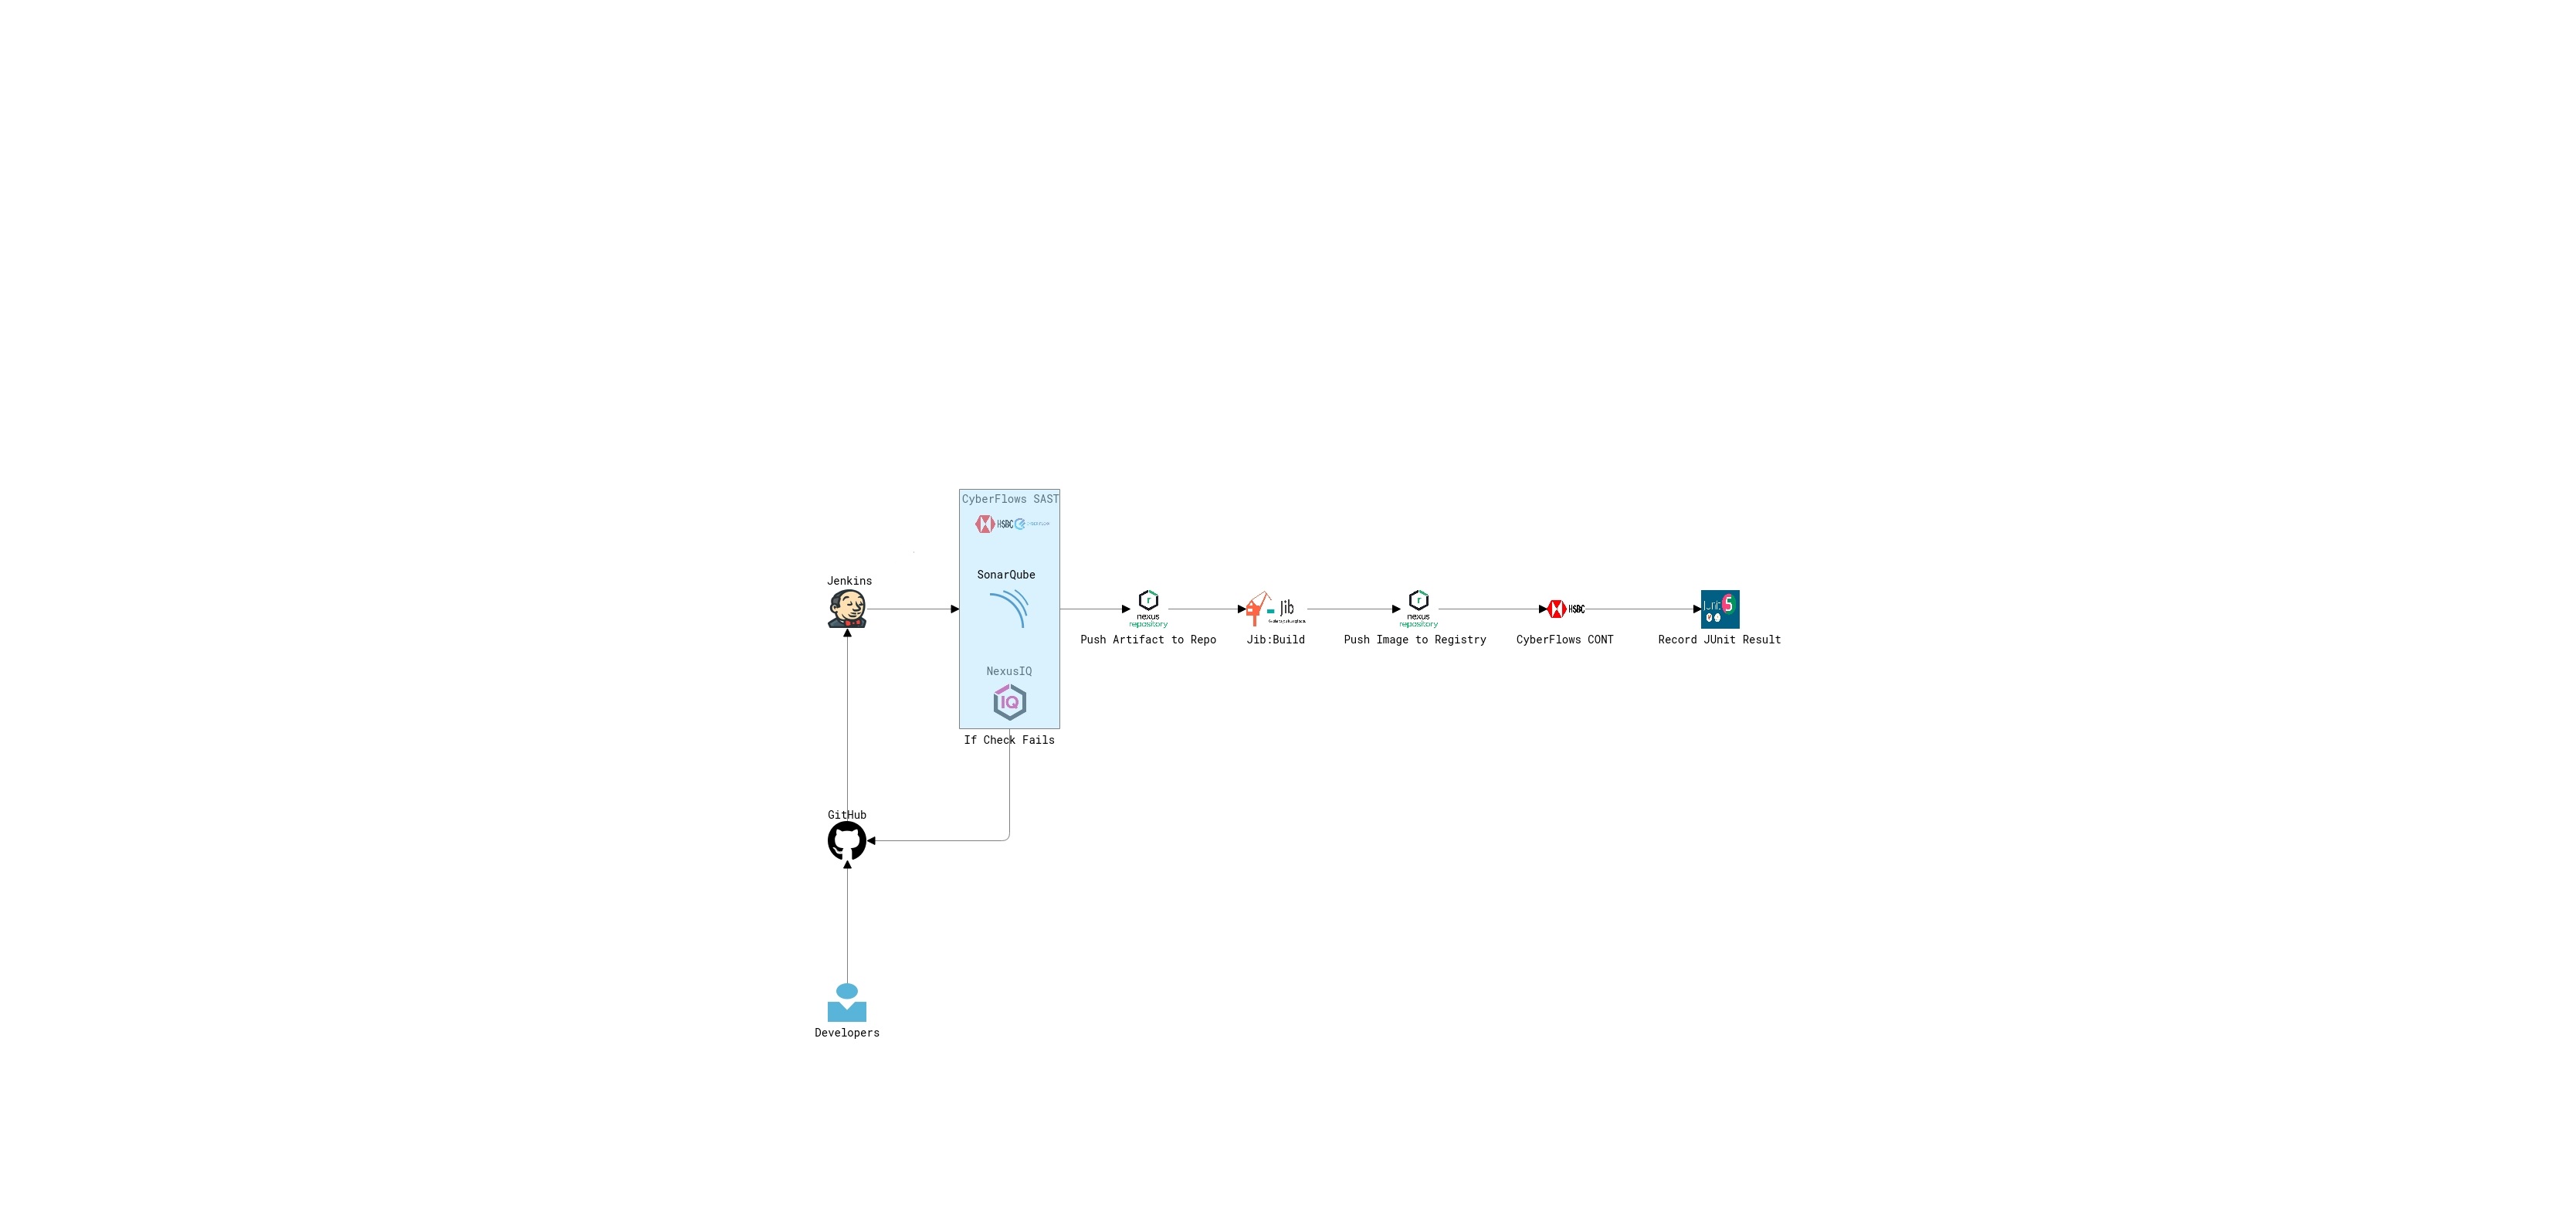 CyberFlows SAST
HSBC
SonarQube
Jenkins
NexusIQ
IQ
If Check Fails
r
nexus
repository
Push Artifact to Repo
Jib
Jib:Build
r
nexus
repository
Push Image to Registry
HSBC
CyberFlows CONT
JUnit 5
Record JUnit Result
GitHub
Developers